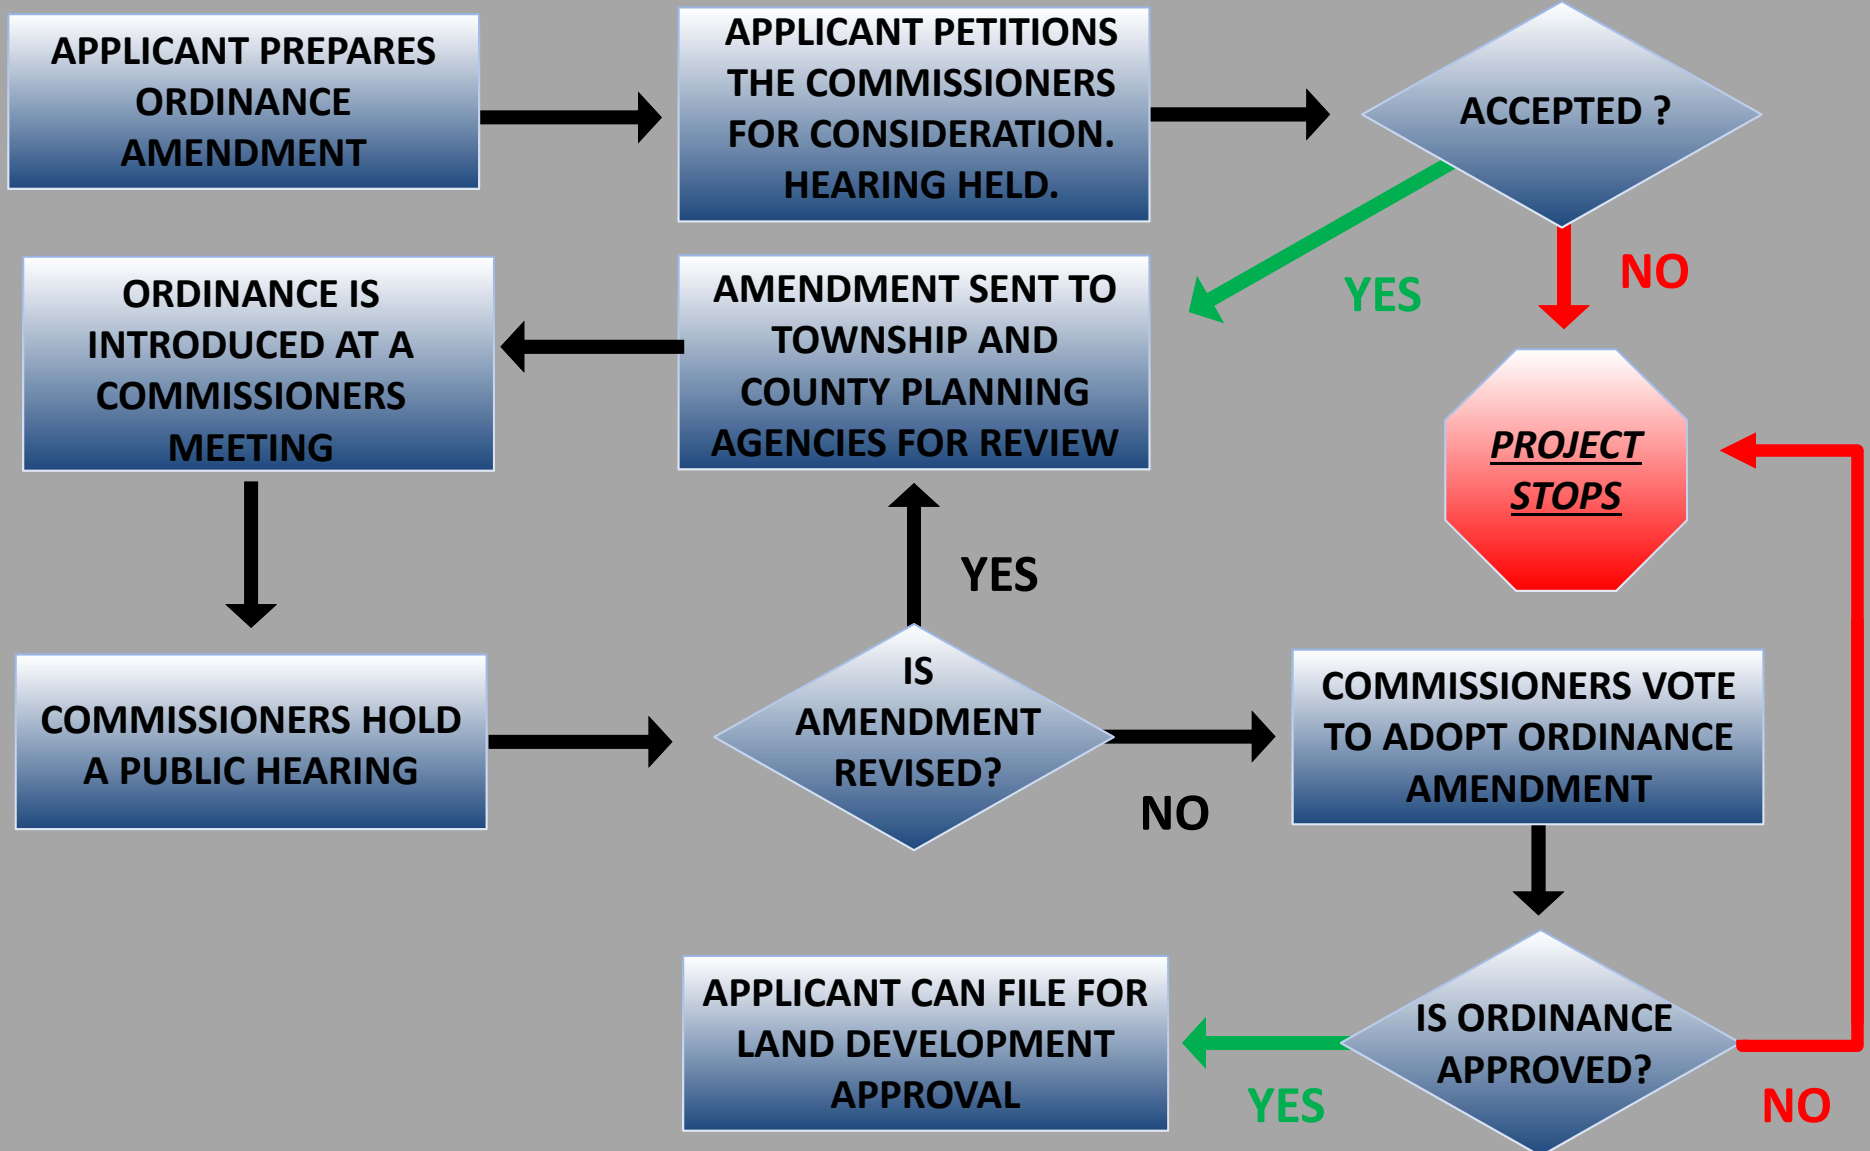 APPLICANT PREPARES
ORDINANCE
AMENDMENT
APPLICANT PETITIONS
THE COMMISSIONERS
FOR CONSIDERATION.
HEARING HELD.
ACCEPTED ?
YES
NO
PROJECT
STOPS
AMENDMENT SENT TO
TOWNSHIP AND
COUNTY PLANNING
AGENCIES FOR REVIEW
ORDINANCE IS
INTRODUCED AT A
COMMISSIONERS
MEETING
COMMISSIONERS HOLD
A PUBLIC HEARING
IS
AMENDMENT
REVISED?
YES
NO
COMMISSIONERS VOTE
TO ADOPT ORDINANCE
AMENDMENT
IS ORDINANCE
APPROVED?
YES
NO
APPLICANT CAN FILE FOR
LAND DEVELOPMENT
APPROVAL